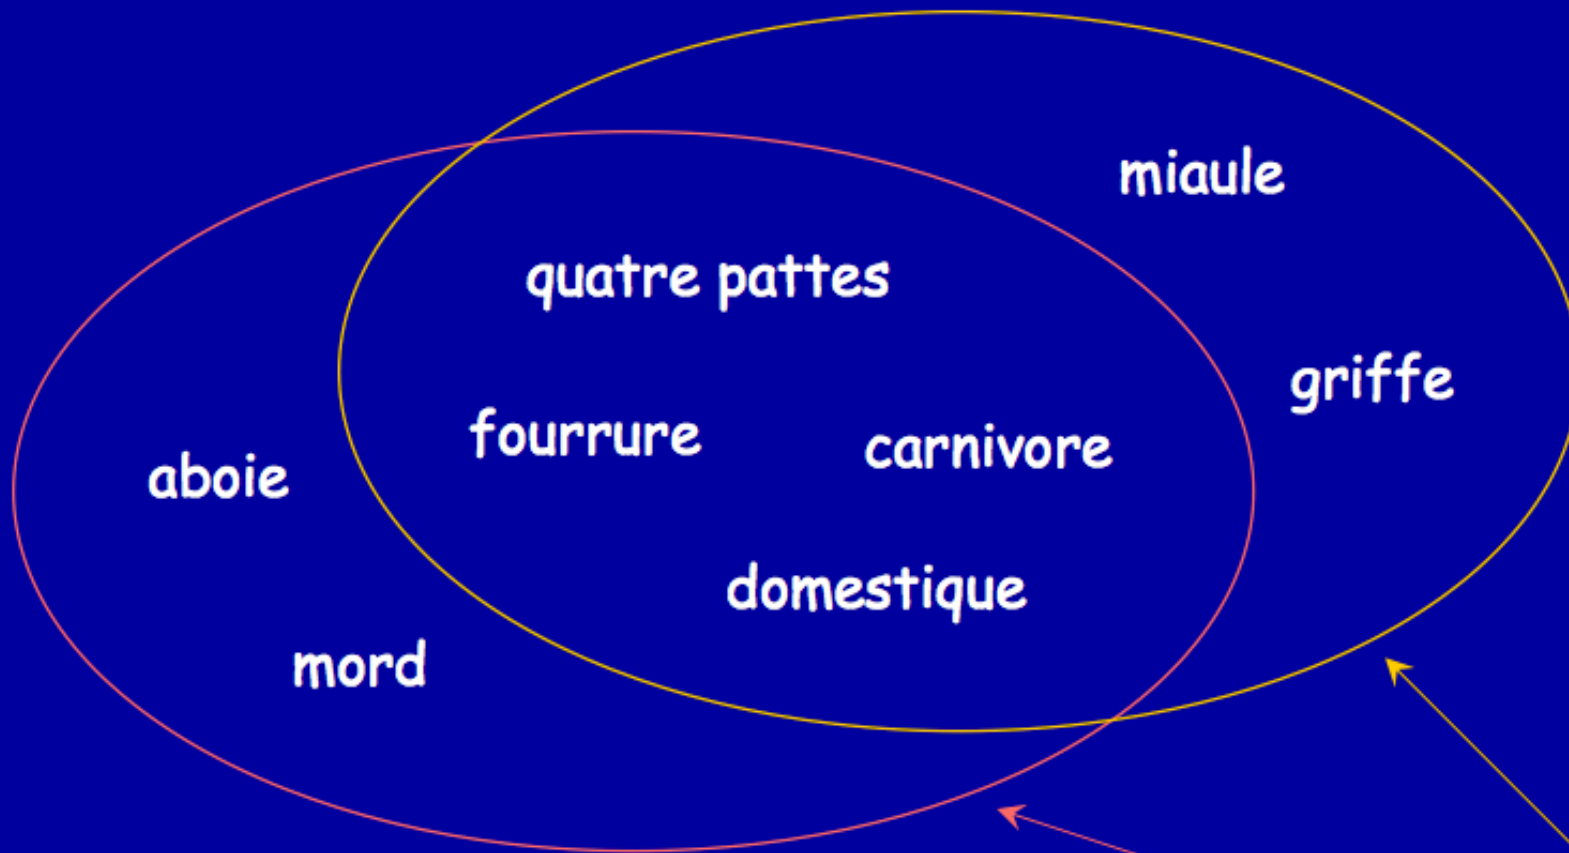 miaule
quatre pattes
griffe
fourrure
carnivore
aboie
domestique
mord